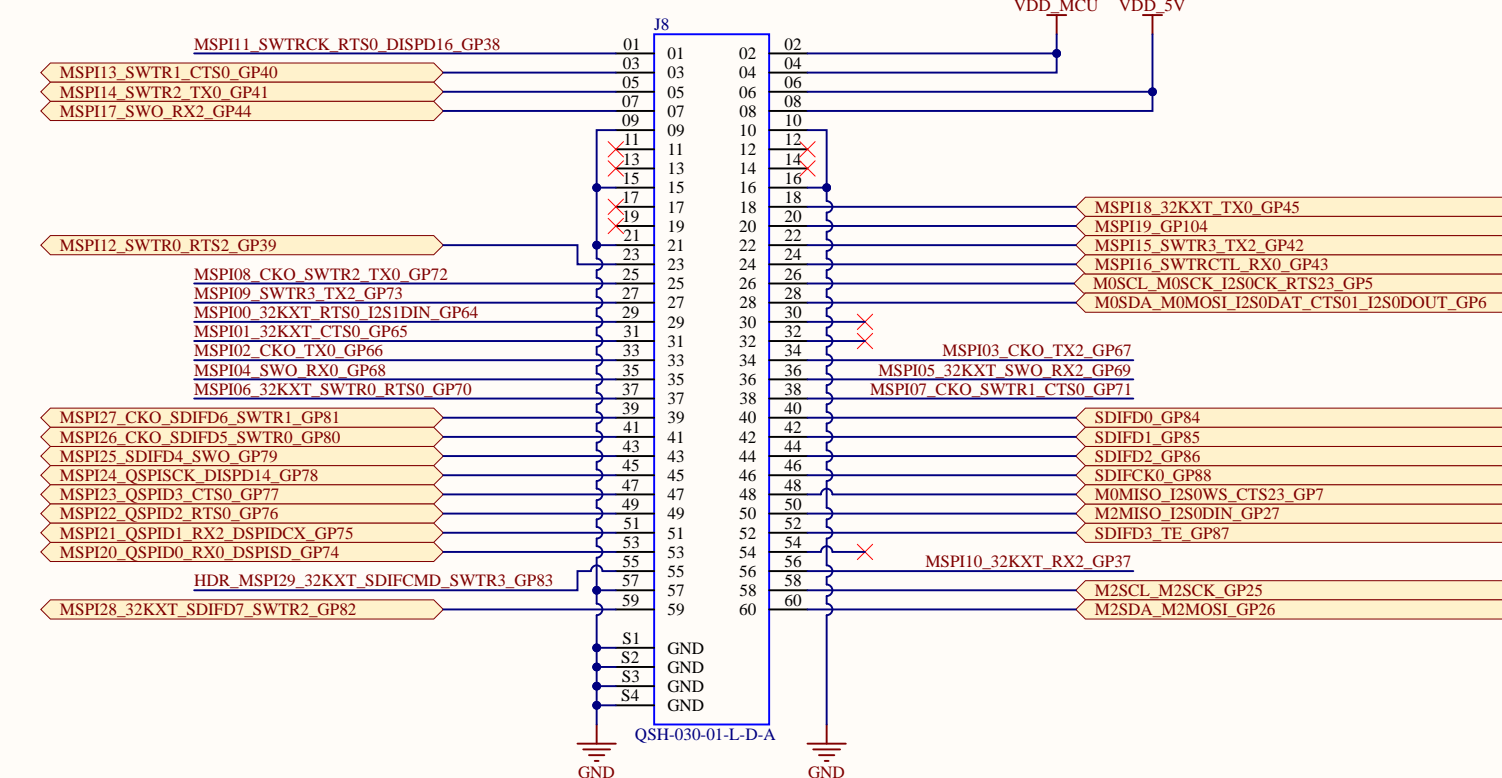 VDD_MCU VDD_5V
J8
MSPI11_SWTRCK_RTS0_DISPD16_GP38 01 01 02 02
MSPI13_SWTR1_CTS0_GP40 03 03 04 04
MSPI14_SWTR2_TX0_GP41 05 05 06 06
MSPI17_SWO_RX2_GP44 07 07 08 08
09 09 10 10
11 11 12 12
13 13 14 14
15 15 16 16
17 17 18 18 MSPI18_32KXT_TX0_GP45
19 19 20 20 MSPI19_GP104
MSPI12_SWTR0_RTS2_GP39 21 21 22 22 MSPI15_SWTR3_TX2_GP42
23 23 24 24 MSPI16_SWTRCTL_RX0_GP43
MSPI08_CKO_SWTR2_TX0_GP72 25 25 26 26 M0SCL_M0SCK_I2S0CK_RTS23_GP5
MSPI09_SWTR3_TX2_GP73 27 27 28 28 M0SDA_M0MOSI_I2S0DAT_CTS01_I2S0DOUT_GP6
MSPI00_32KXT_RTS0_I2S1DIN_GP64 29 29 30 30
MSPI01_32KXT_CTS0_GP65 31 31 32 32
MSPI02_CKO_TX0_GP66 33 33 34 34 MSPI03_CKO_TX2_GP67
MSPI04_SWO_RX0_GP68 35 35 36 36 MSPI05_32KXT_SWO_RX2_GP69
MSPI06_32KXT_SWTR0_RTS0_GP70 37 37 38 38 MSPI07_CKO_SWTR1_CTS0_GP71
MSPI27_CKO_SDIFD6_SWTR1_GP81 39 39 40 40 SDIFD0_GP84
MSPI26_CKO_SDIFD5_SWTR0_GP80 41 41 42 42 SDIFD1_GP85
MSPI25_SDIFD4_SWO_GP79 43 43 44 44 SDIFD2_GP86
MSPI24_QSPISCK_DISPD14_GP78 45 45 46 46 SDIFCK0_GP88
MSPI23_QSPID3_CTS0_GP77 47 47 48 48 M0MISO_I2S0WS_CTS23_GP7
MSPI22_QSPID2_RTS0_GP76 49 49 50 50 M2MISO_I2S0DIN_GP27
MSPI21_QSPID1_RX2_DSPIDCX_GP75 51 51 52 52 SDIFD3_TE_GP87
MSPI20_QSPID0_RX0_DSPISD_GP74 53 53 54 54
55 55 56 56 MSPI10_32KXT_RX2_GP37
HDR_MSPI29_32KXT_SDIFCMD_SWTR3_GP83 57 57 58 58 M2SCL_M2SCK_GP25
MSPI28_32KXT_SDIFD7_SWTR2_GP82 59 59 60 60 M2SDA_M2MOSI_GP26
S1 GND
S2 GND
S3 GND
S4 GND
QSH-030-01-L-D-A
GND GND